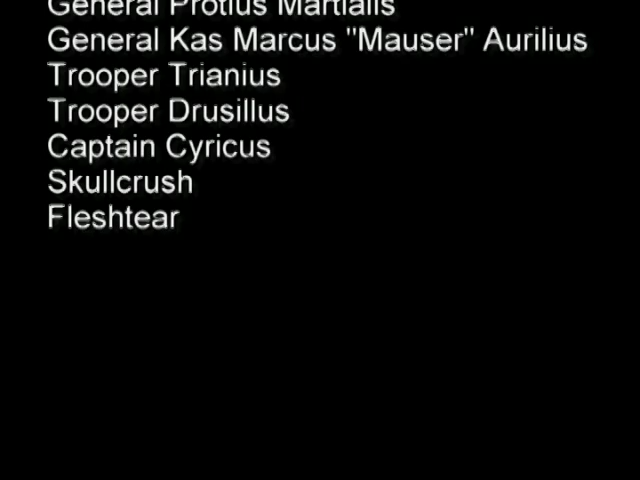 General Protius Martialis
General Kas Marcus "Mauser" Aurilius
Trooper Trianius
Trooper Drusillus
Captain Cyricus
Skullcrush
Fleshtear